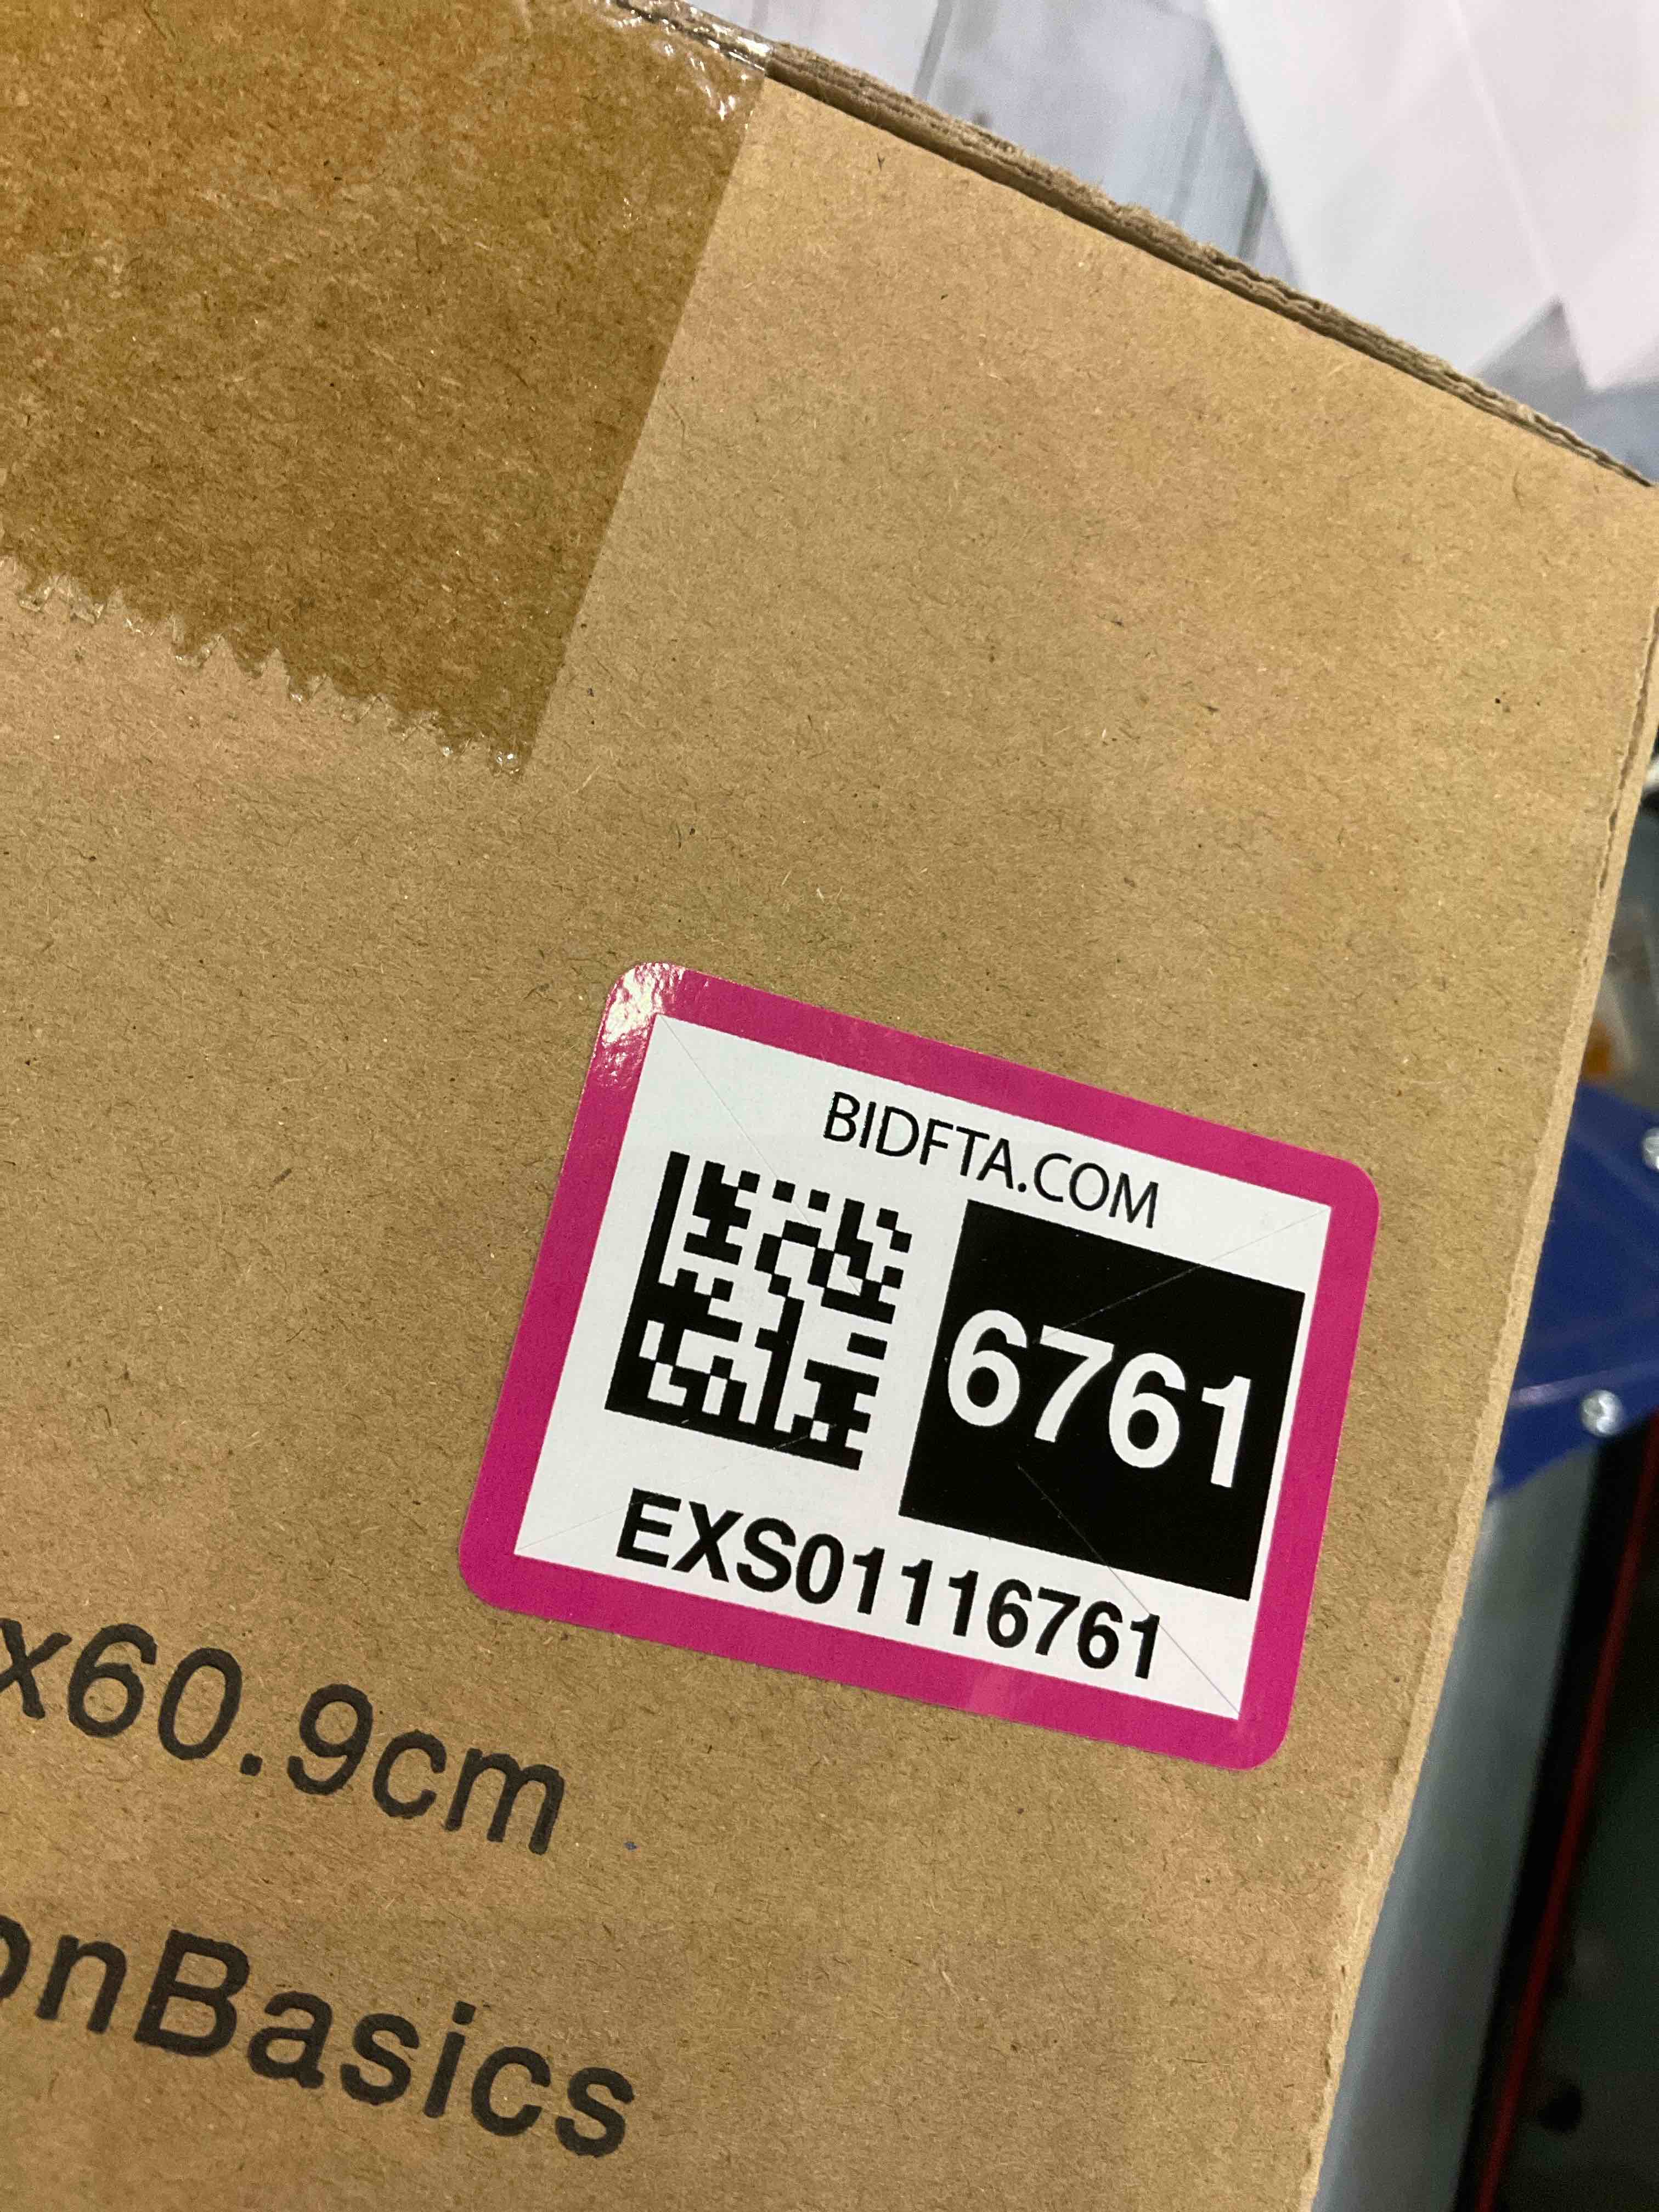 BIDFTA.COM
6761
EXS01116761
x60.9cm
onBasics